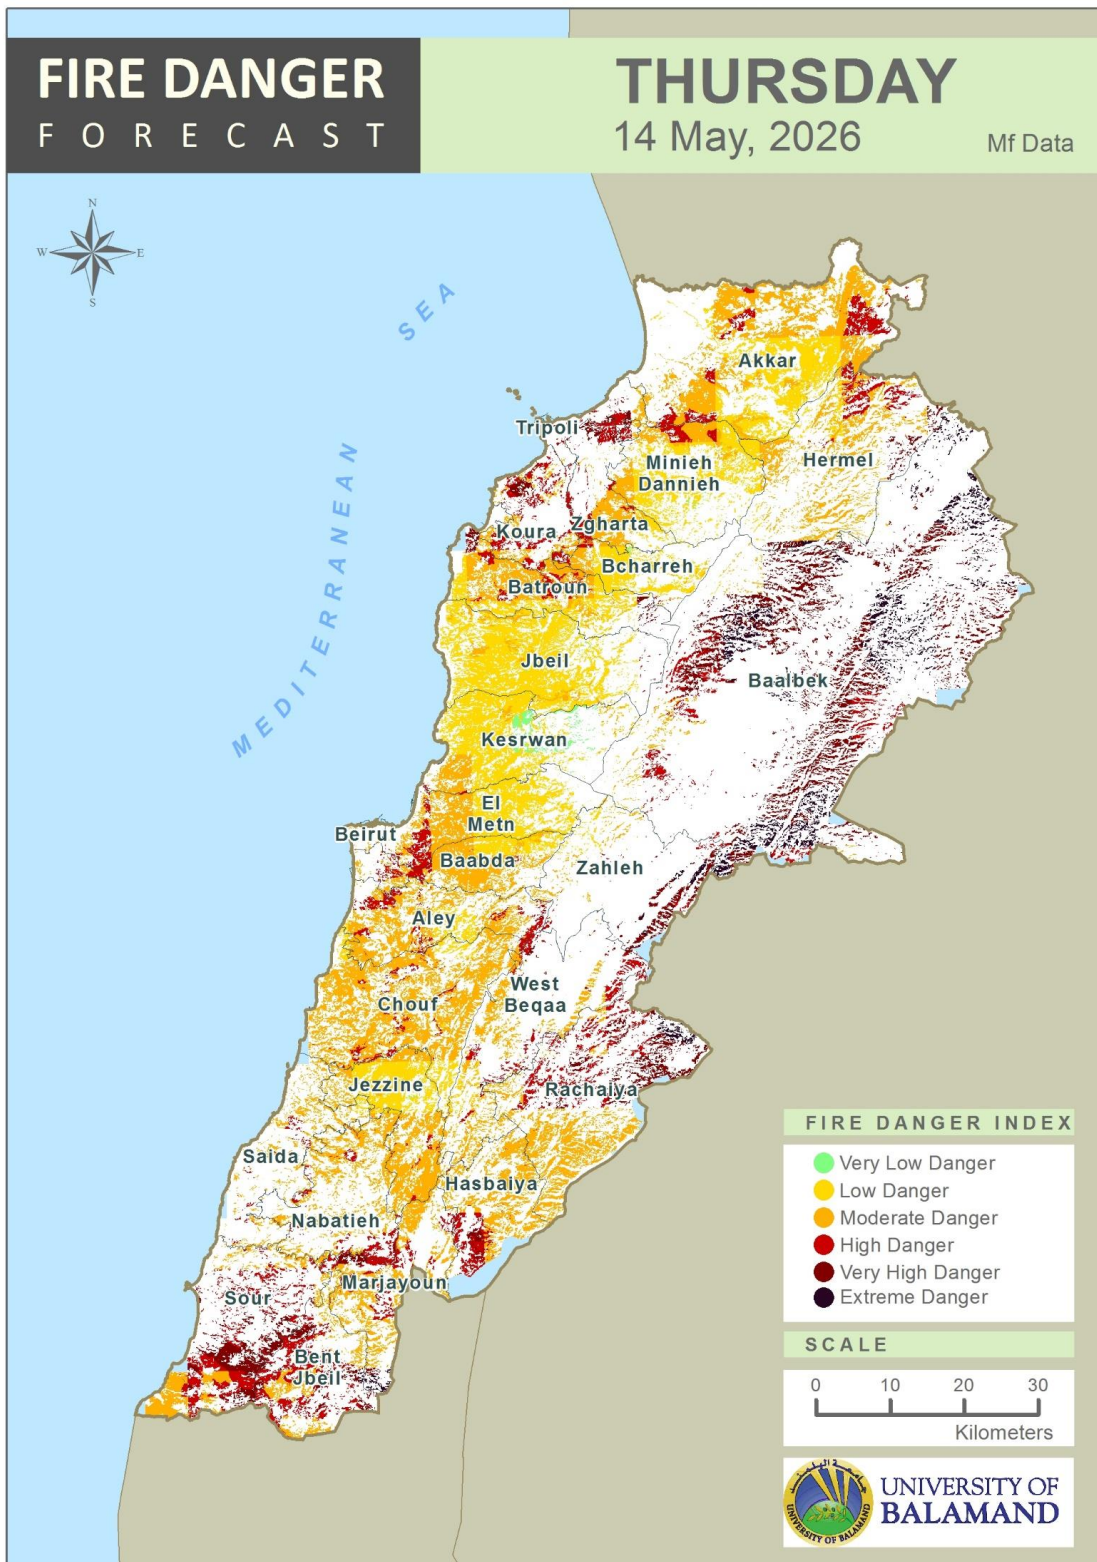 FIRE DANGER
FORECAST
THURSDAY
14 May, 2026
Mf Data
N
W
E
S
MEDITERRANEAN SEA
Akkar
Tripoli
Minieh
Dannieh
Hermel
Koura
Zgharta
Bcharreh
Batroun
Jbeil
Baalbek
Kesrwan
El
Metn
Beirut
Baabda
Zahleh
Aley
West
Beqaa
Chouf
Jezzine
Rachaiya
Saida
Hasbaiya
Nabatieh
Marjayoun
Sour
Bent
Jbeil
FIRE DANGER INDEX
Very Low Danger
Low Danger
Moderate Danger
High Danger
Very High Danger
Extreme Danger
SCALE
0 10 20 30
Kilometers
UNIVERSITY OF BALAMAND
UNIVERSITY OF
BALAMAND